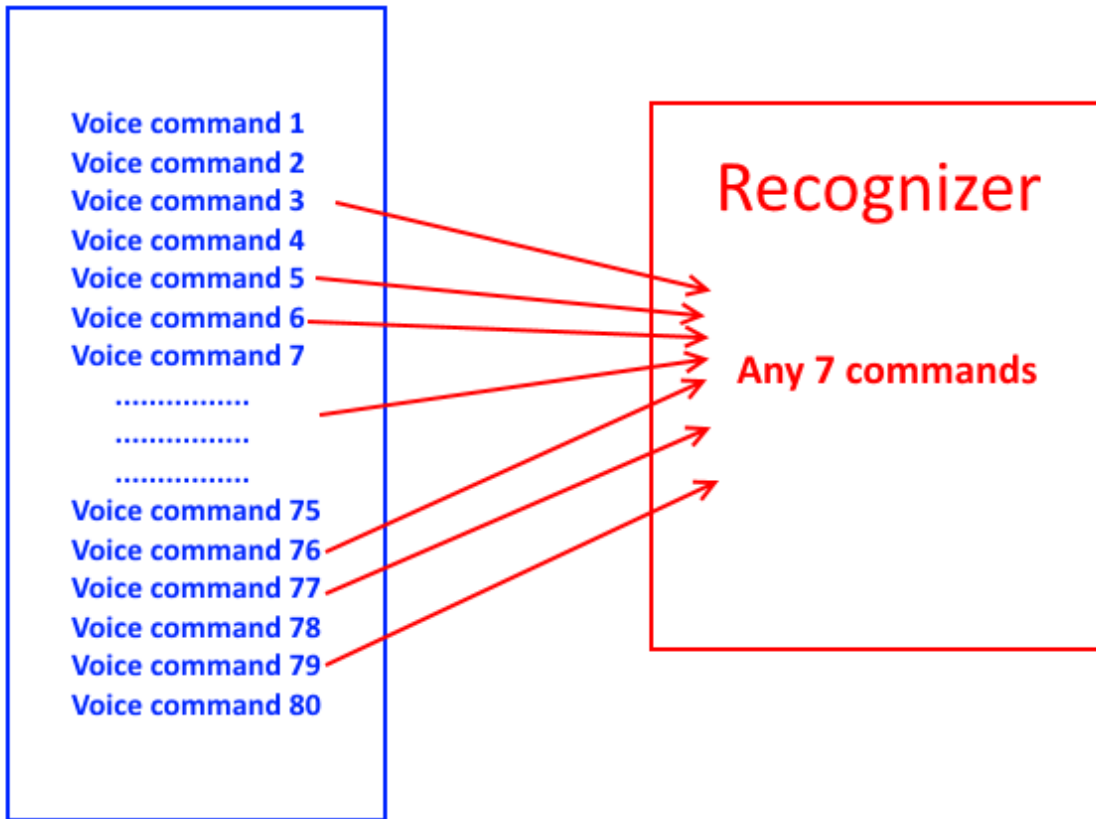 Voice command 1
Voice command 2
Voice command 3
Voice command 4
Voice command 5
Voice command 6
Voice command 7
................
................
................
Voice command 75
Voice command 76
Voice command 77
Voice command 78
Voice command 79
Voice command 80
Recognizer
Any 7 commands